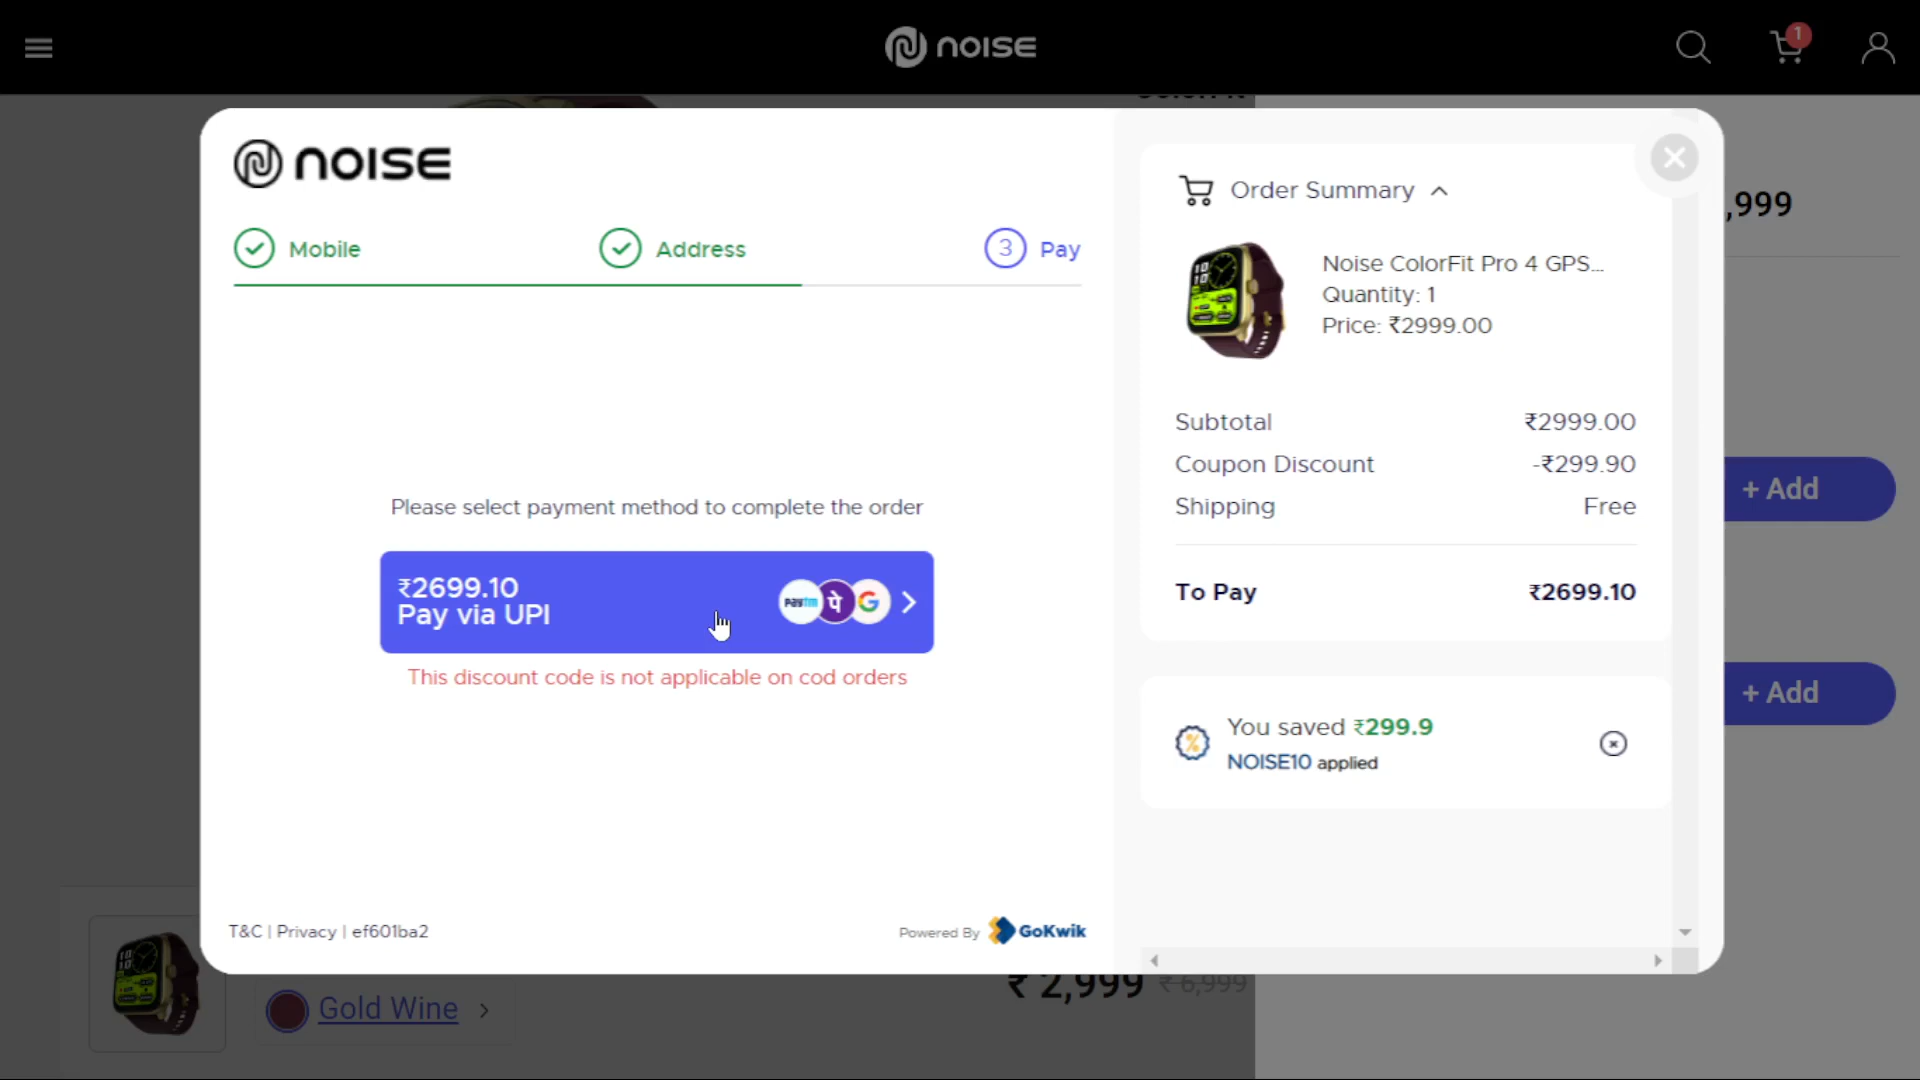 NOISE
1
NOISE
Mobile
Address
3 Pay
Please select payment method to complete the order
₹2699.10
Pay via UPI
Paytm पे G
This discount code is not applicable on cod orders
T&C | Privacy | ef601ba2
Powered By GoKwik
Order Summary
Noise ColorFit Pro 4 GPS...
Quantity: 1
Price: ₹2999.00
Subtotal ₹2999.00
Coupon Discount -₹299.90
Shipping Free
To Pay ₹2699.10
You saved ₹299.9
NOISE10 applied
,999
+ Add
+ Add
Gold Wine
₹ 2,999 ₹ 6,999